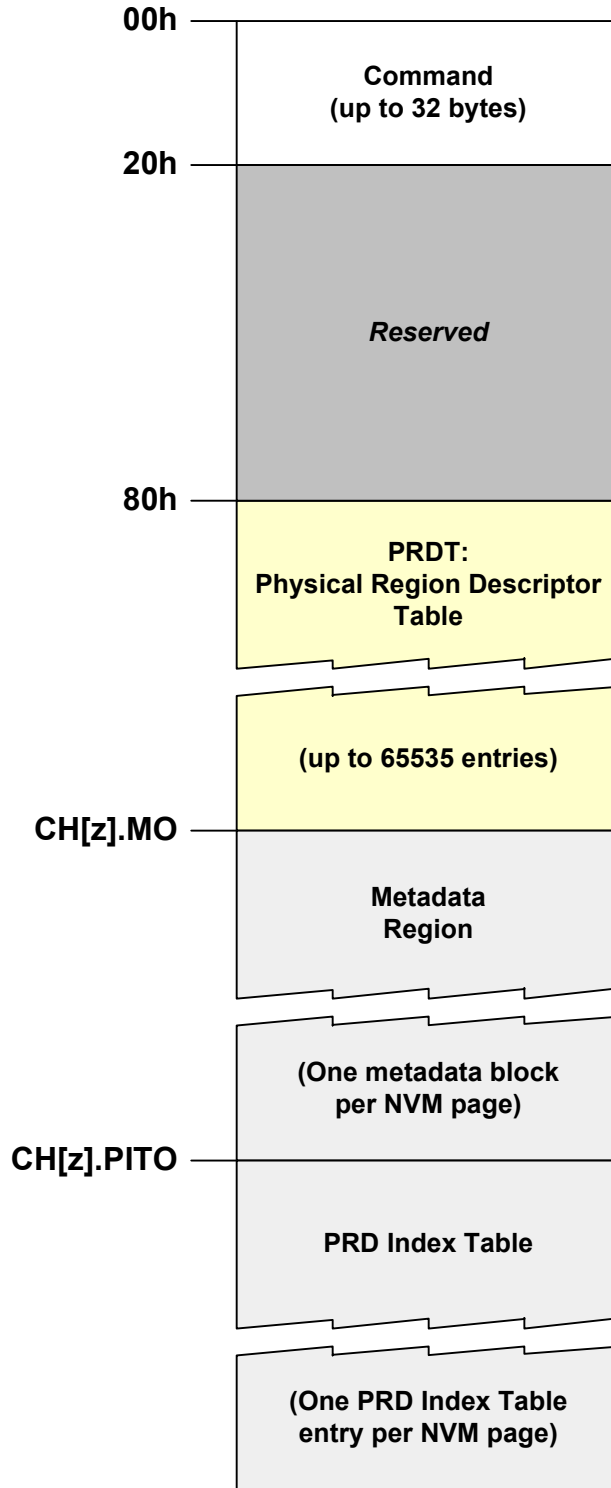 00h
Command
(up to 32 bytes)
20h
Reserved
80h
PRDT:
Physical Region Descriptor
Table
(up to 65535 entries)
CH[z].MO
Metadata
Region
(One metadata block
per NVM page)
CH[z].PITO
PRD Index Table
(One PRD Index Table
entry per NVM page)